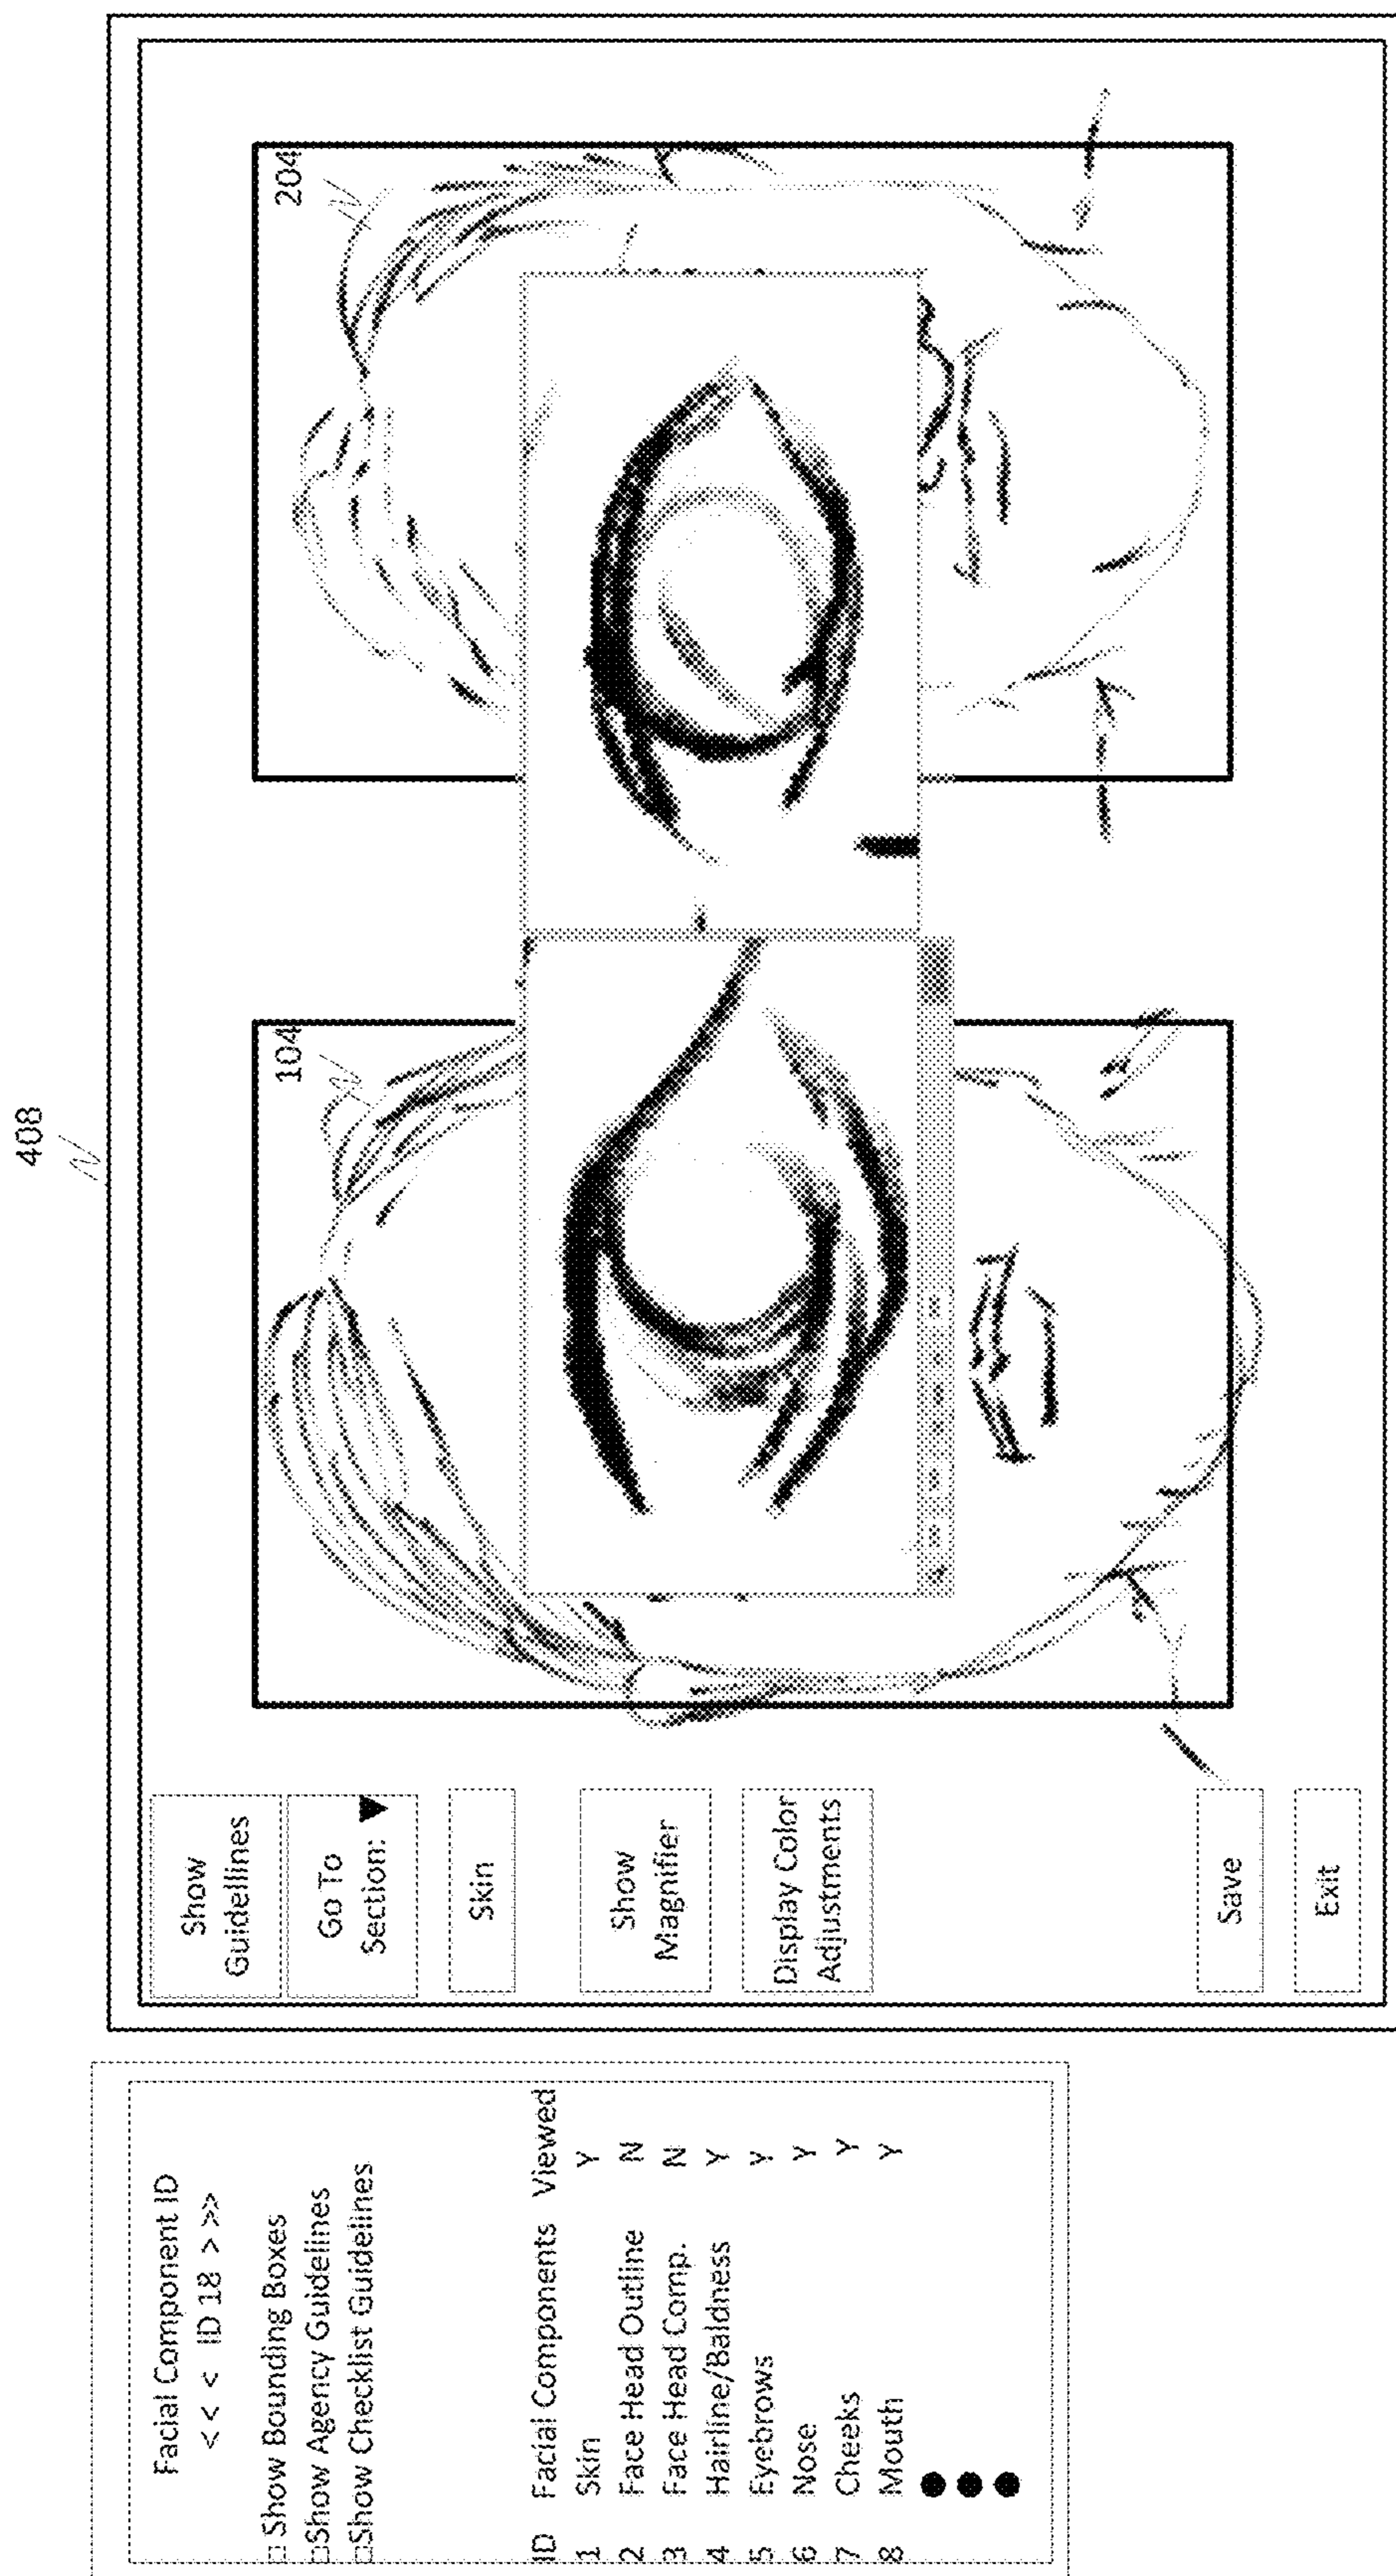 408
Facial Component ID
<< < ID 18 > >>
Show Bounding Boxes
Show Agency Guidelines
Show Checklist Guidelines
ID Facial Components Viewed
1 Skin Y
2 Face Head Outline N
3 Face Head Comp. N
4 Hairline/Baldness Y
5 Eyebrows Y
6 Nose Y
7 Cheeks Y
8 Mouth Y
Show
Guidellines
Go To
Section:
Skin
Show
Magnifier
Display Color
Adjustments
Save
Exit
104
204